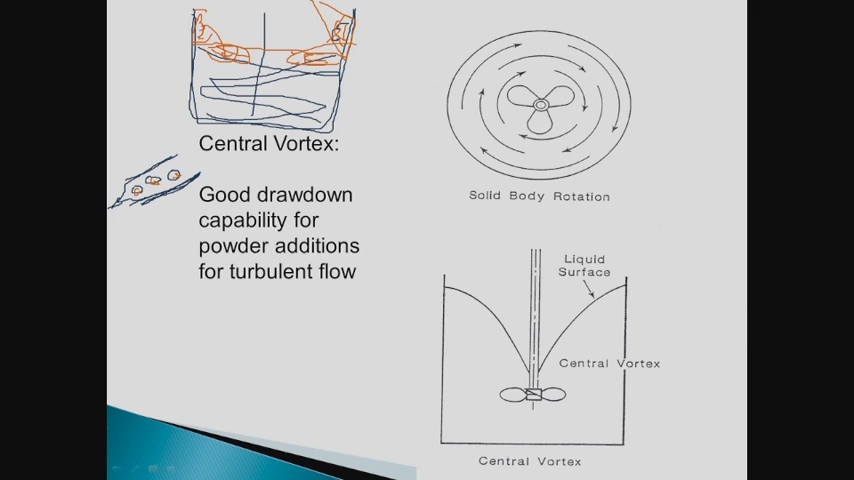 Central Vortex:
Good drawdown
capability for
powder additions
for turbulent flow
Solid Body Rotation
Liquid
Surface
Central Vortex
Central Vortex